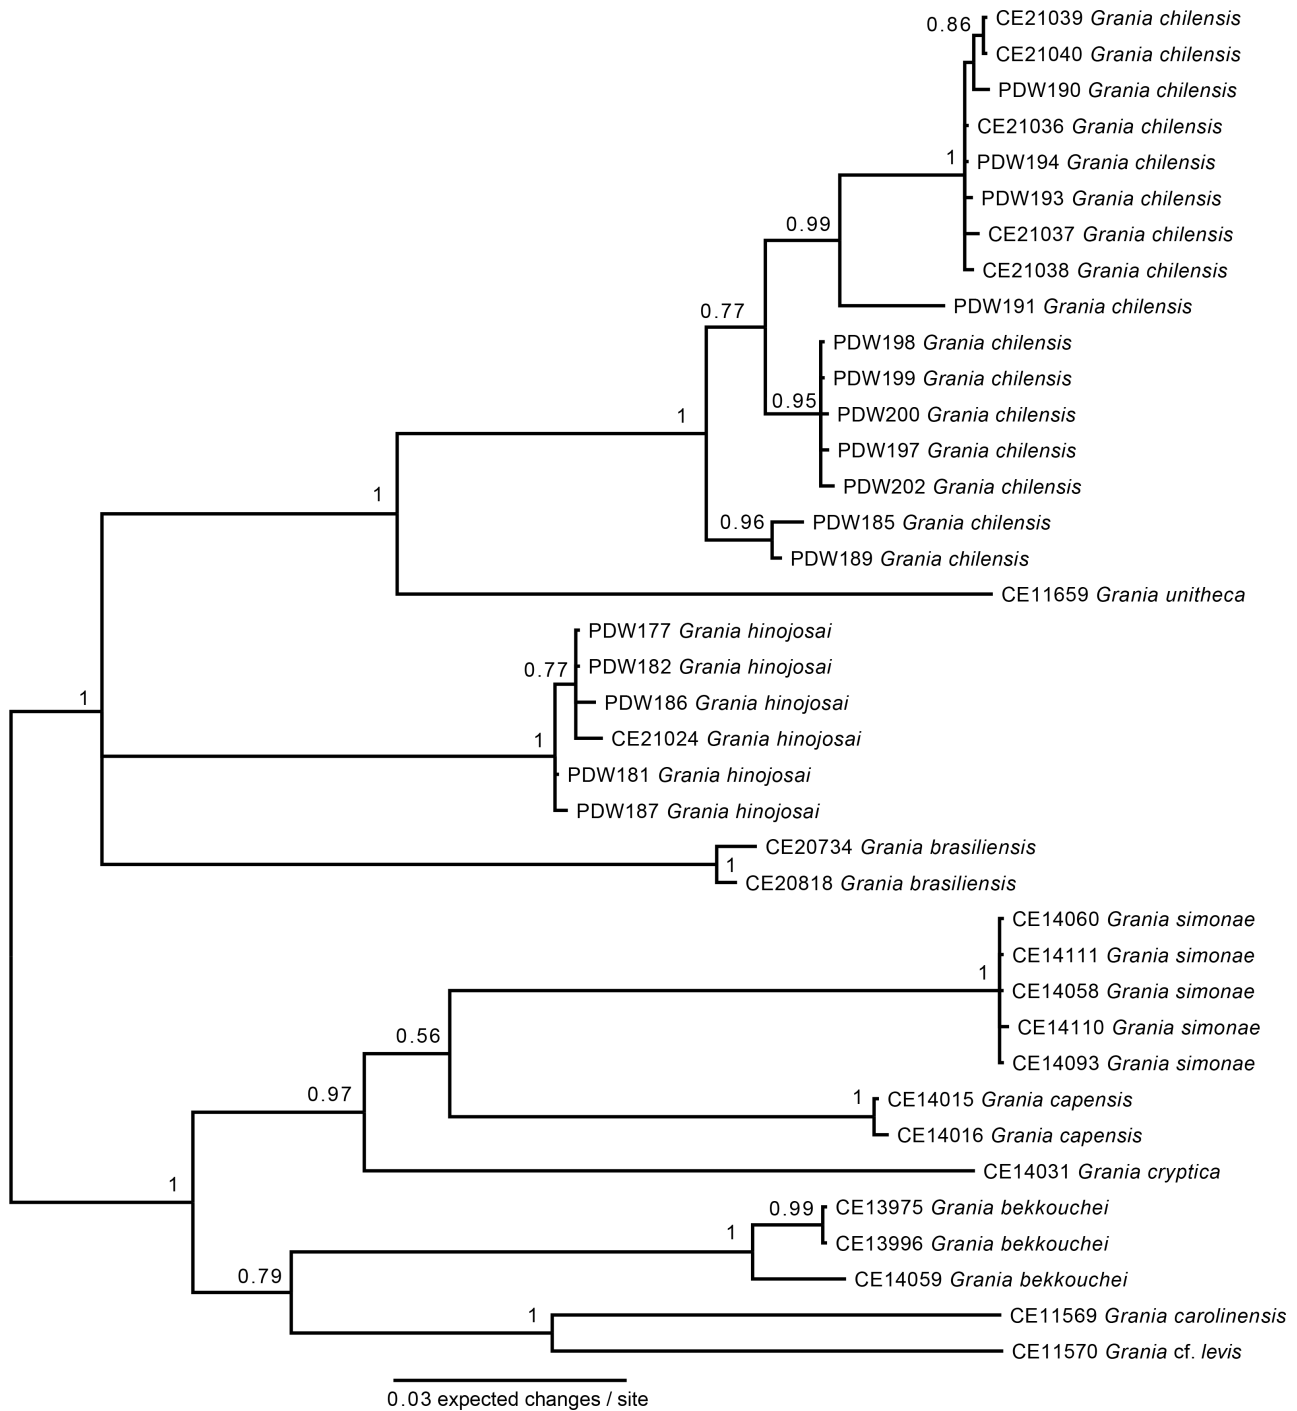 CE21039 Grania chilensis
0.86
CE21040 Grania chilensis
PDW190 Grania chilensis
CE21036 Grania chilensis
1
PDW194 Grania chilensis
PDW193 Grania chilensis
0.99
CE21037 Grania chilensis
CE21038 Grania chilensis
PDW191 Grania chilensis
0.77
PDW198 Grania chilensis
PDW199 Grania chilensis
0.95
PDW200 Grania chilensis
1
PDW197 Grania chilensis
PDW202 Grania chilensis
1
0.96
PDW185 Grania chilensis
PDW189 Grania chilensis
CE11659 Grania unitheca
PDW177 Grania hinojosai
0.77
PDW182 Grania hinojosai
1
PDW186 Grania hinojosai
1
CE21024 Grania hinojosai
PDW181 Grania hinojosai
PDW187 Grania hinojosai
CE20734 Grania brasiliensis
1
CE20818 Grania brasiliensis
CE14060 Grania simonae
CE14111 Grania simonae
1
CE14058 Grania simonae
CE14110 Grania simonae
0.56
CE14093 Grania simonae
0.97
1
CE14015 Grania capensis
CE14016 Grania capensis
CE14031 Grania cryptica
1
0.99
CE13975 Grania bekkouchei
1
CE13996 Grania bekkouchei
0.79
CE14059 Grania bekkouchei
1
CE11569 Grania carolinensis
CE11570 Grania cf. levis
0.03 expected changes / site